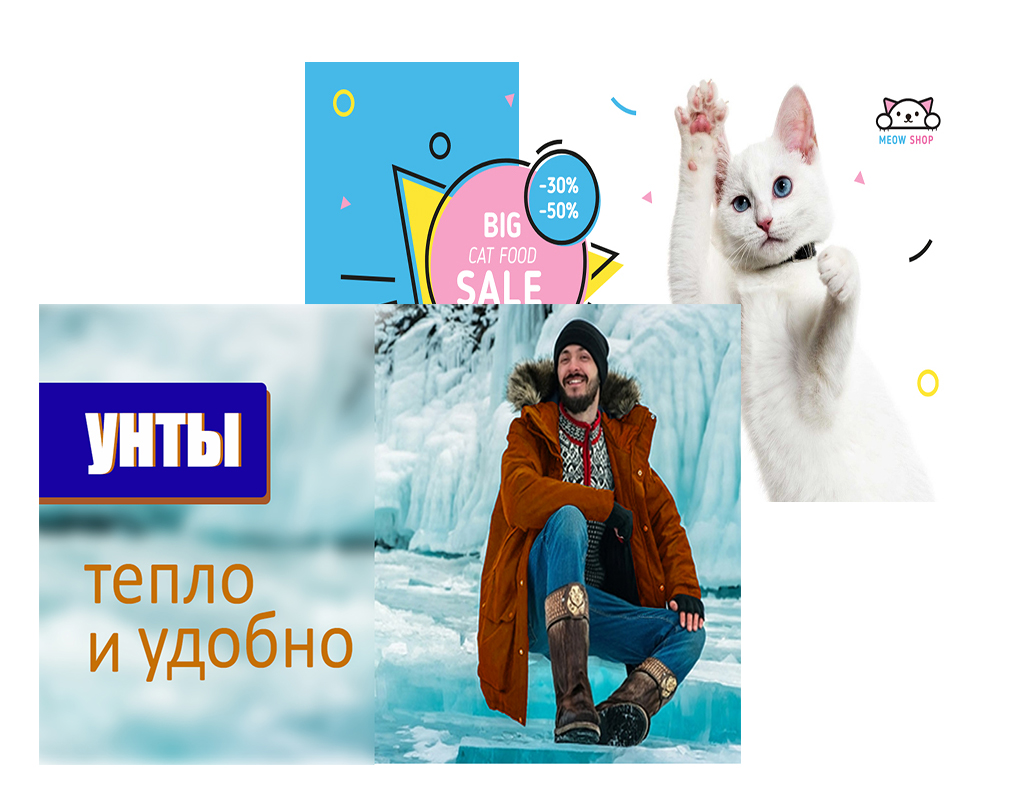 MEOW SHOP
-30%
-50%
BIG
CAT FOOD
SALE
УНТЫ
тепло
и удобно